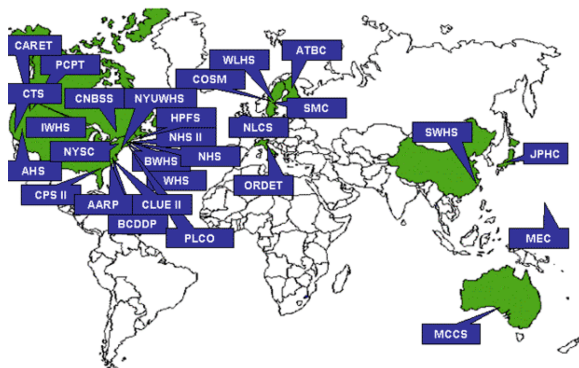 CARET
PCPT
CTS
CNBSS
NYUWHS
IWHS
HPFS
NYSC
NHS II
NHS
BWHS
AHS
WHS
CPS II
AARP
CLUE II
BCDDP
PLCO
WLHS
ATBC
COSM
SMC
NLCS
ORDET
SWHS
JPHC
MEC
MCCS